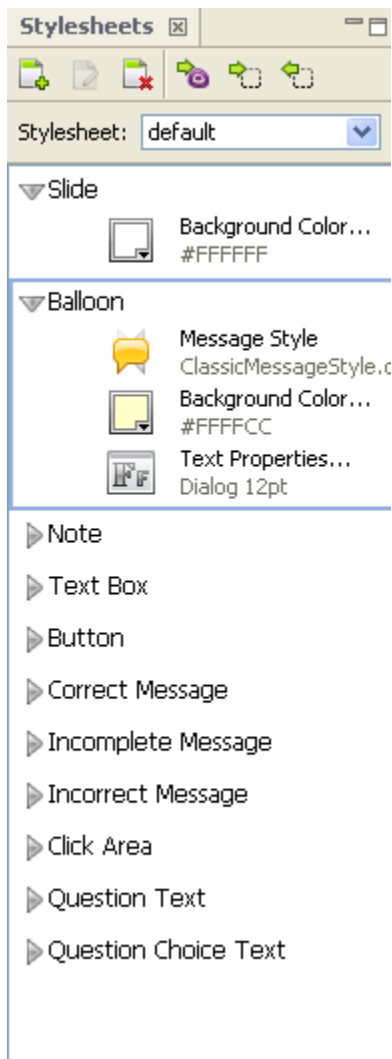 Stylesheets
Stylesheet: default
Slide
Background Color...
#FFFFFF
Balloon
Message Style
ClassicMessageStyle.c
Background Color...
#FFFFCC
Text Properties...
Dialog 12pt
Note
Text Box
Button
Correct Message
Incomplete Message
Incorrect Message
Click Area
Question Text
Question Choice Text